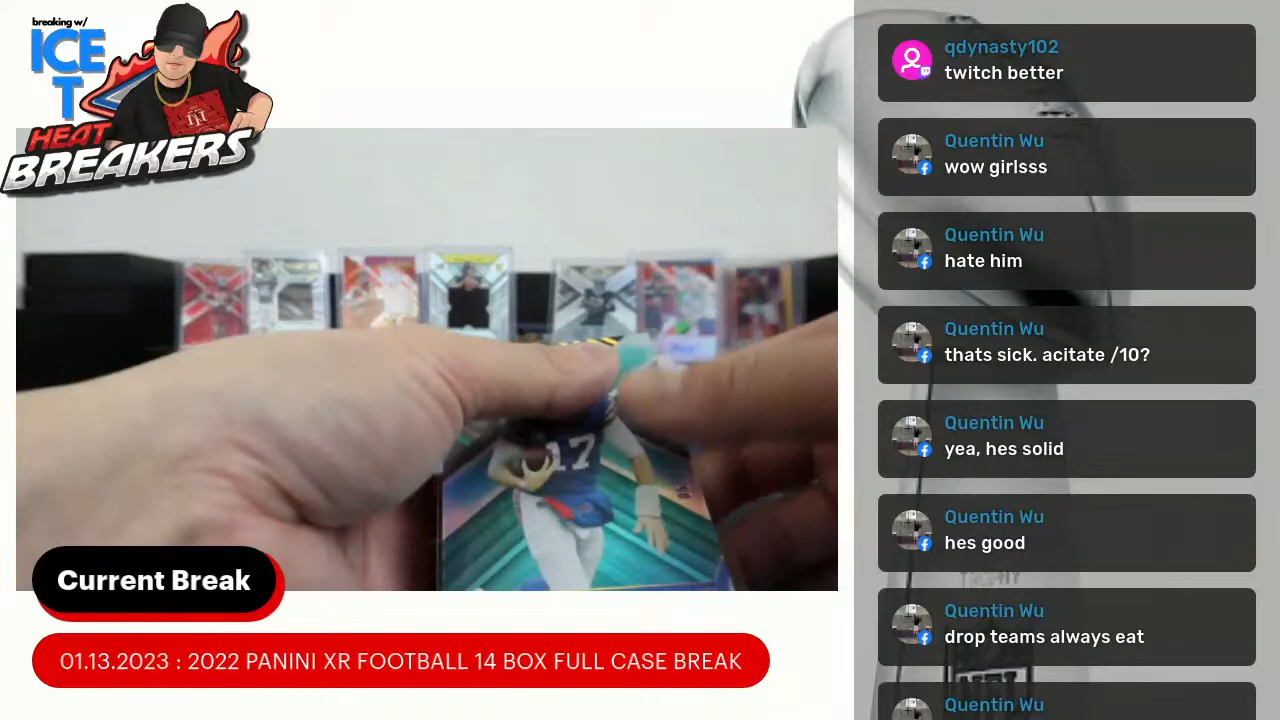 breaking w/
ICE
T
HEAT
BREAKERS
17
Current Break
01.13.2023 : 2022 PANINI XR FOOTBALL 14 BOX FULL CASE BREAK
qdynasty102
twitch better
Quentin Wu
wow girlsss
Quentin Wu
hate him
Quentin Wu
thats sick. acitate /10?
Quentin Wu
yea, hes solid
Quentin Wu
hes good
Quentin Wu
drop teams always eat
Quentin Wu